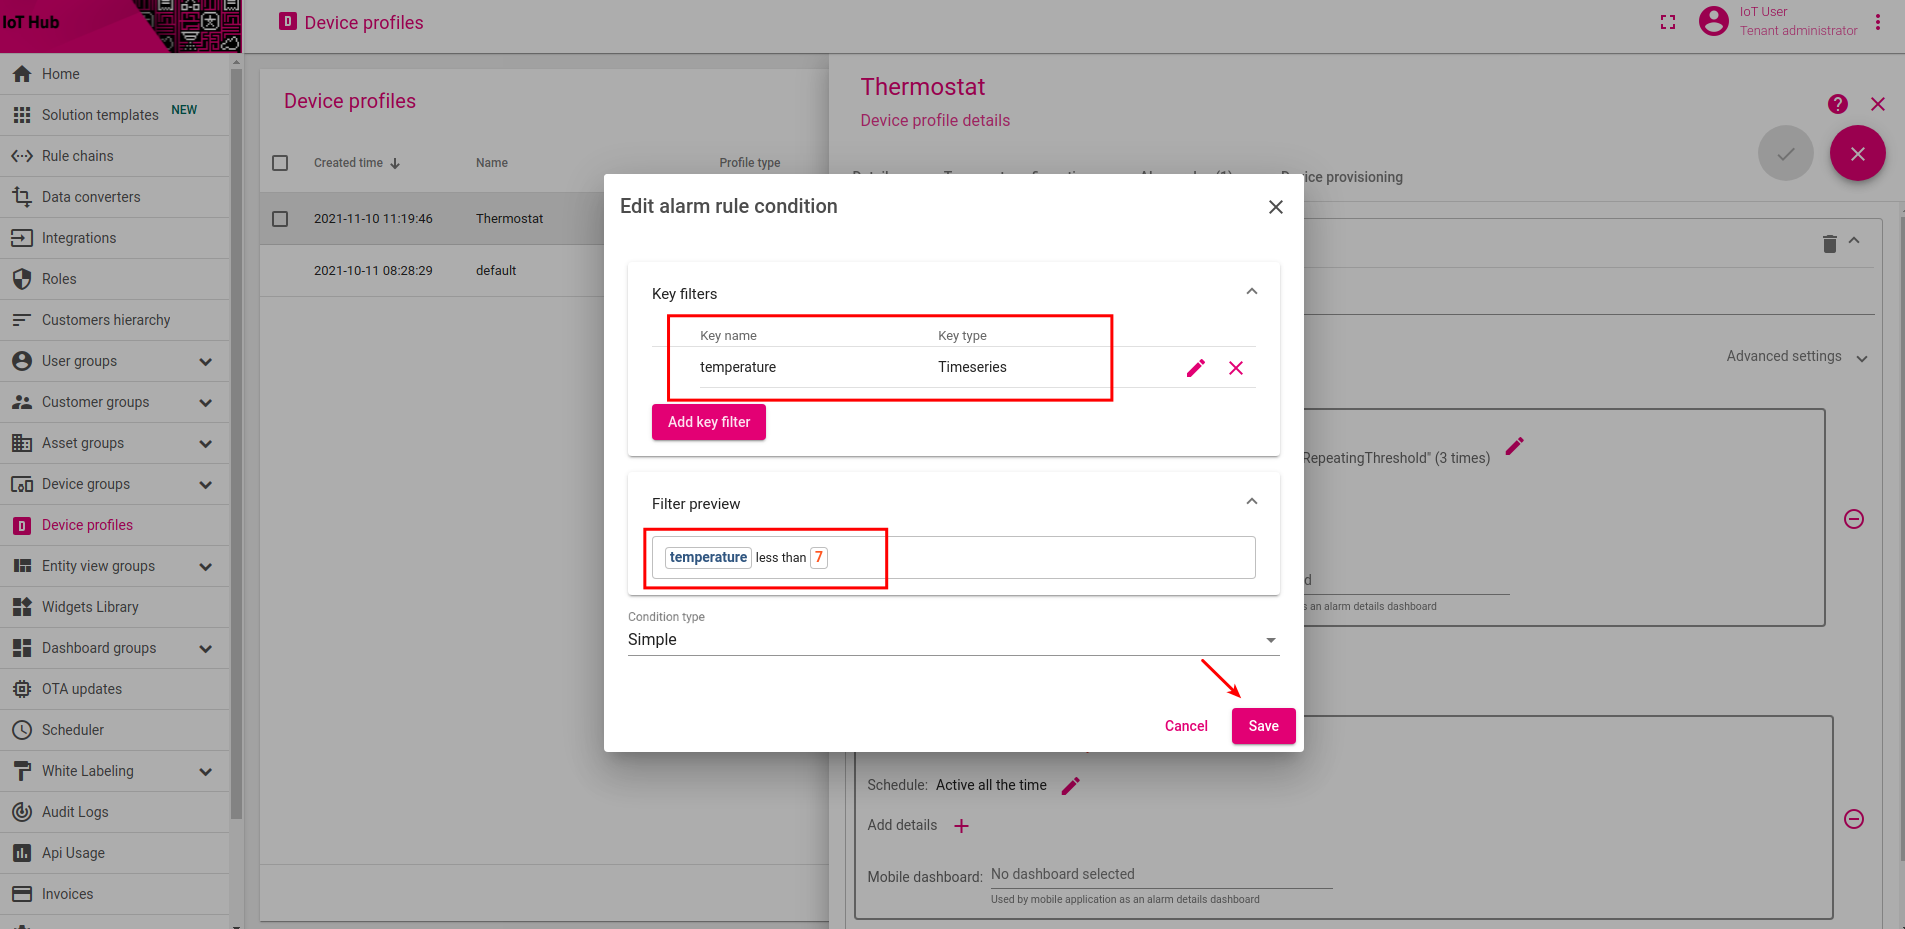 IoT Hub
Device profiles
IoT User
Tenant administrator
Home
Solution templates NEW
Rule chains
Data converters
Integrations
Roles
Customers hierarchy
User groups
Customer groups
Asset groups
Device groups
Device profiles
Entity view groups
Widgets Library
Dashboard groups
OTA updates
Scheduler
White Labeling
Audit Logs
Api Usage
Invoices
Device profiles
Created time Name Profile type
2021-11-10 11:19:46 Thermostat
2021-10-11 08:28:29 default
Thermostat
Device profile details
provisioning
Advanced settings
RepeatingThreshold" (3 times)
s an alarm details dashboard
Edit alarm rule condition
Key filters
Key name Key type
temperature Timeseries
Add key filter
Filter preview
temperature less than 7
Condition type
Simple
Cancel Save
Schedule: Active all the time
Add details
Mobile dashboard: No dashboard selected
Used by mobile application as an alarm details dashboard